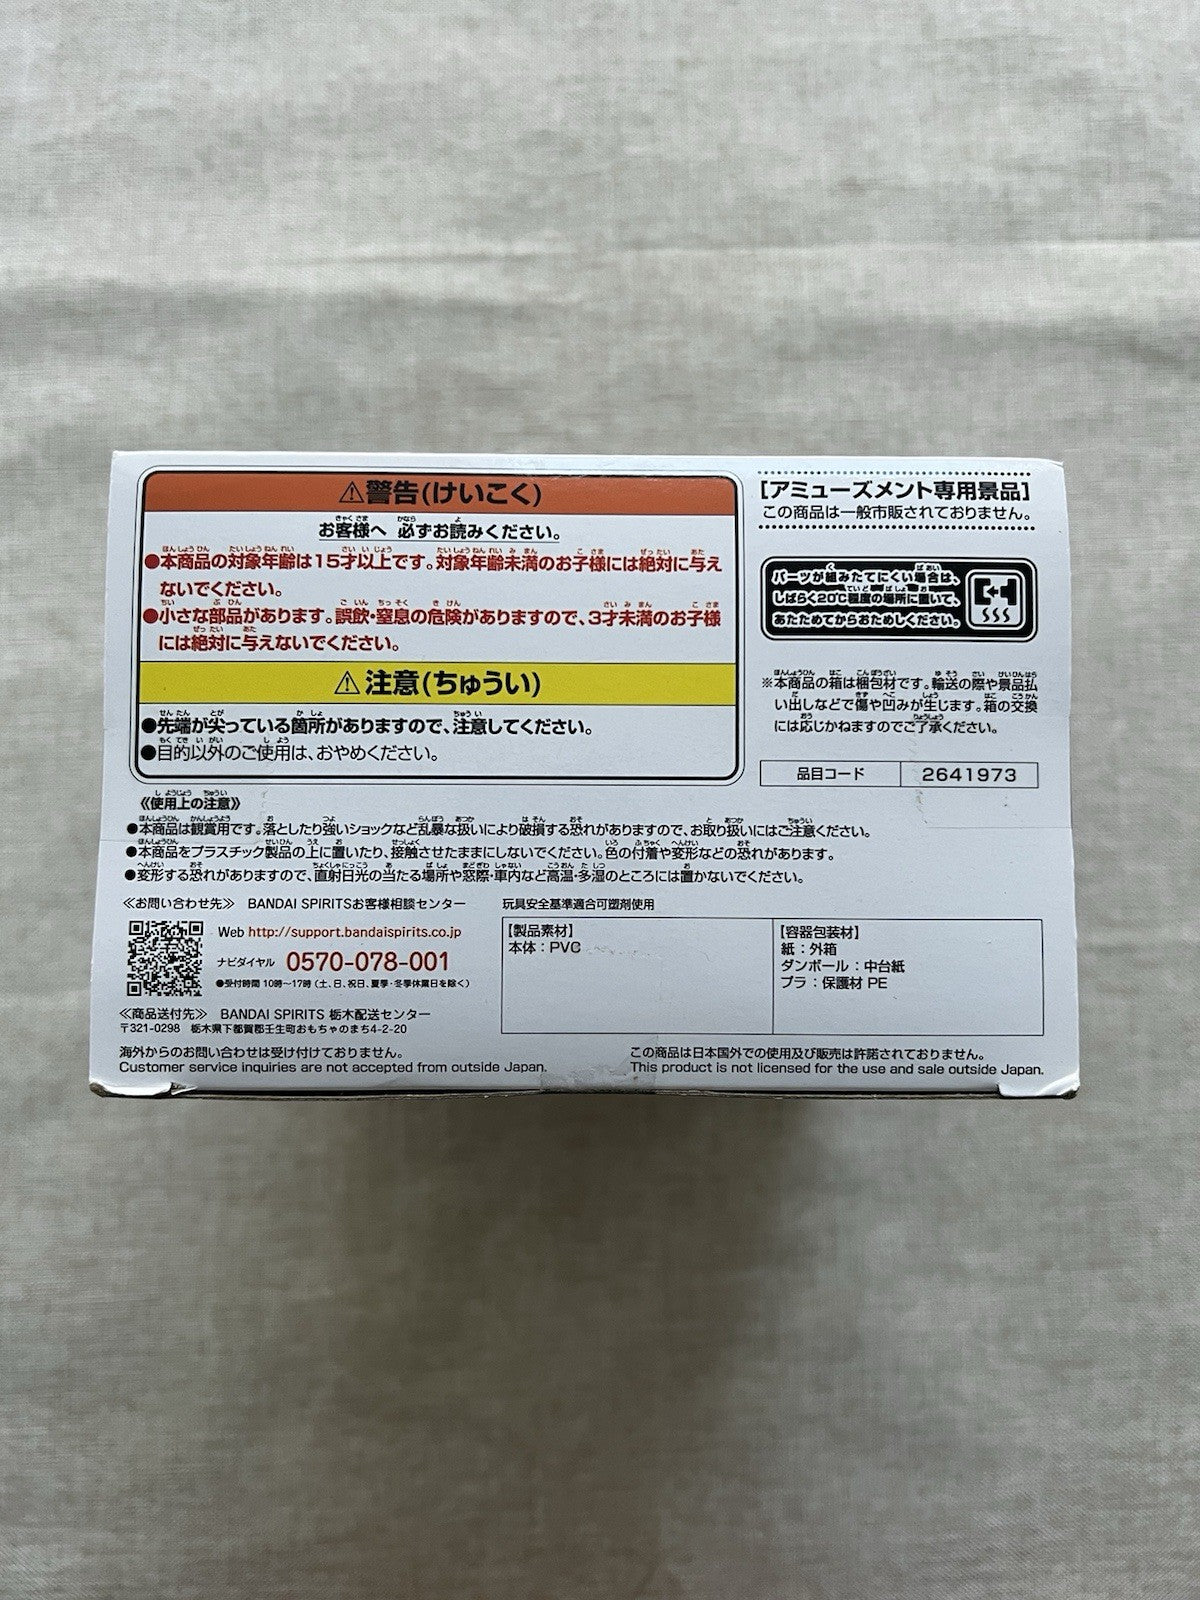 ⚠警告(けいこく)
お客様へ 必ずお読みください。
●本商品の対象年齢は15才以上です。対象年齢未満のお子様には絶対に与え
ないでください。
●小さな部品があります。誤飲・窒息の危険がありますので、3才未満のお子様
には絶対に与えないでください。
⚠注意(ちゅうい)
●先端が尖っている箇所がありますので、注意してください。
●目的以外のご使用は、おやめください。
[アミューズメント専用景品]
この商品は一般市販されておりません。
パーツが組みたてにくい場合は、
しばらく20℃程度の場所に置いて、
あたためてからおためしください。
※本商品の箱は梱包材です。輸送の際や景品払
い出しなどで傷や凹みが生じます。箱の交換
には応じかねますのでご了承ください。
品目コード 2641973
《使用上の注意》
●本商品は観賞用です。落としたり強いショックなど乱暴な扱いにより破損する恐れがありますので、お取り扱いにはご注意ください。
●本商品をプラスチック製品の上に置いたり、接触させたままにしないでください。色の付着や変形などの恐れがあります。
●変形する恐れがありますので、直射日光の当たる場所や窓際・車内など高温・多湿のところには置かないでください。
≪お問い合わせ先≫ BANDAI SPIRITSお客様相談センター
Web http://support.bandaispirits.co.jp
ナビダイヤル 0570-078-001
●受付時間 10時〜17時(土、日、祝日、夏季・冬季休業日を除く)
≪商品送付先≫ BANDAI SPIRITS 栃木配送センター
〒321-0298 栃木県下都賀郡壬生町おもちゃのまち4-2-20
玩具安全基準適合可塑剤使用
【製品素材】
本体：PVC
【容器包装材】
紙：外箱
ダンボール：中台紙
プラ：保護材 PE
海外からのお問い合わせは受け付けておりません。
Customer service inquiries are not accepted from outside Japan.
この商品は日本国外での使用及び販売は許諾されておりません。
This product is not licensed for the use and sale outside Japan.